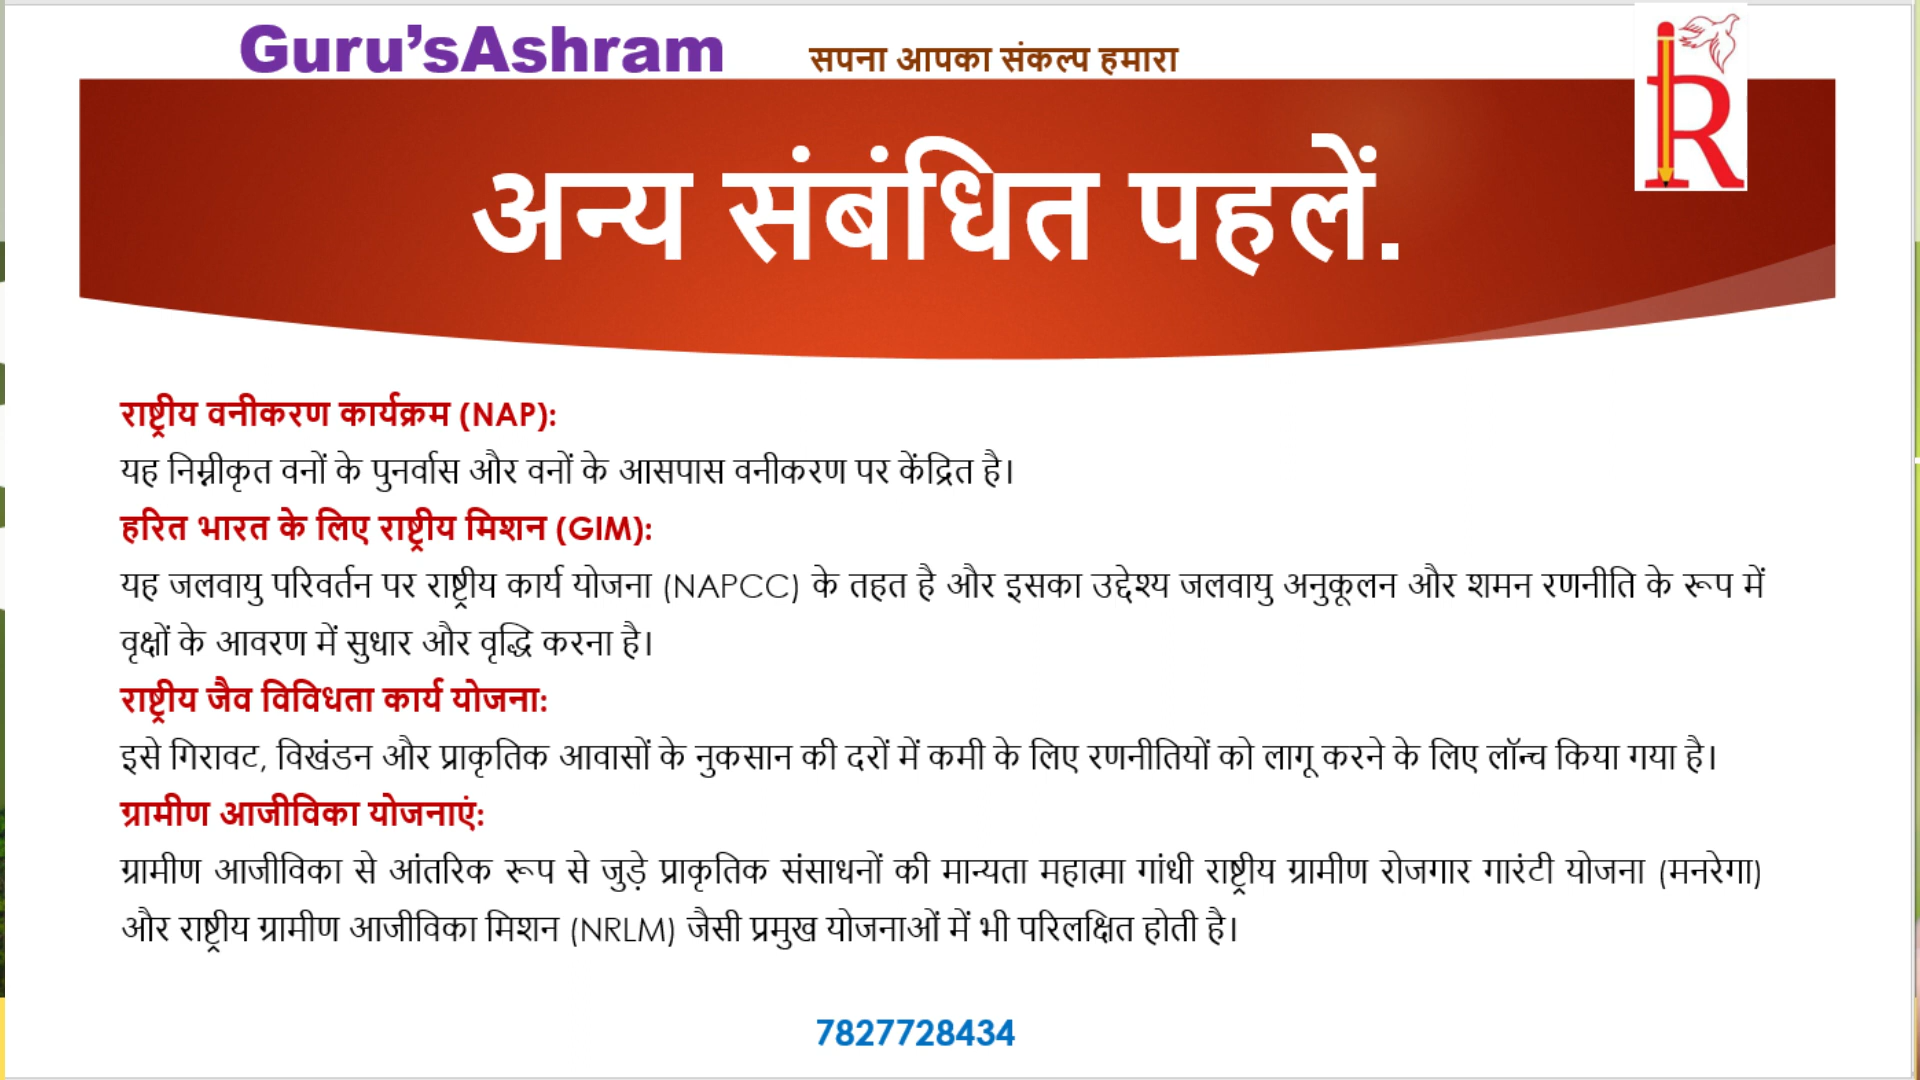 Guru'sAshram सपना आपका संकल्प हमारा
R
अन्य संबंधित पहलें.
राष्ट्रीय वनीकरण कार्यक्रम (NAP):
यह निम्नीकृत वनों के पुनर्वास और वनों के आसपास वनीकरण पर केंद्रित है।
हरित भारत के लिए राष्ट्रीय मिशन (GIM):
यह जलवायु परिवर्तन पर राष्ट्रीय कार्य योजना (NAPCC) के तहत है और इसका उद्देश्य जलवायु अनुकूलन और शमन रणनीति के रूप में
वृक्षों के आवरण में सुधार और वृद्धि करना है।
राष्ट्रीय जैव विविधता कार्य योजना:
इसे गिरावट, विखंडन और प्राकृतिक आवासों के नुकसान की दरों में कमी के लिए रणनीतियों को लागू करने के लिए लॉन्च किया गया है।
ग्रामीण आजीविका योजनाएं:
ग्रामीण आजीविका से आंतरिक रूप से जुड़े प्राकृतिक संसाधनों की मान्यता महात्मा गांधी राष्ट्रीय ग्रामीण रोजगार गारंटी योजना (मनरेगा)
और राष्ट्रीय ग्रामीण आजीविका मिशन (NRLM) जैसी प्रमुख योजनाओं में भी परिलक्षित होती है।
7827728434